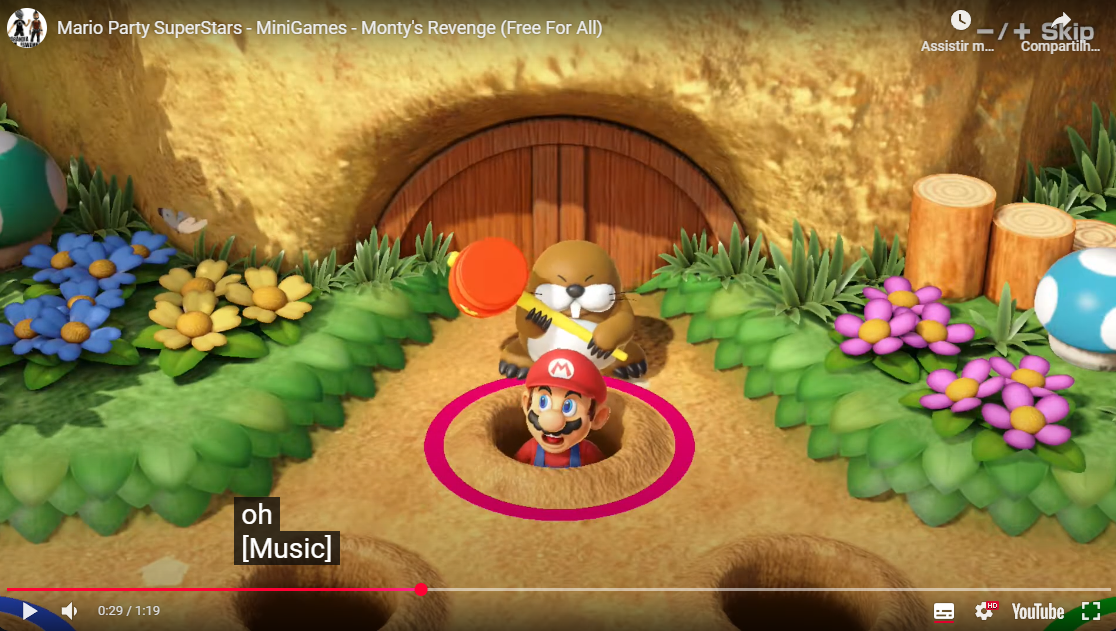 Mario Party SuperStars - MiniGames - Monty's Revenge (Free For All)
−/+ Skip
Assistir m...
Compartilh...
M
oh
[Music]
0:29 / 1:19
HD
YouTube